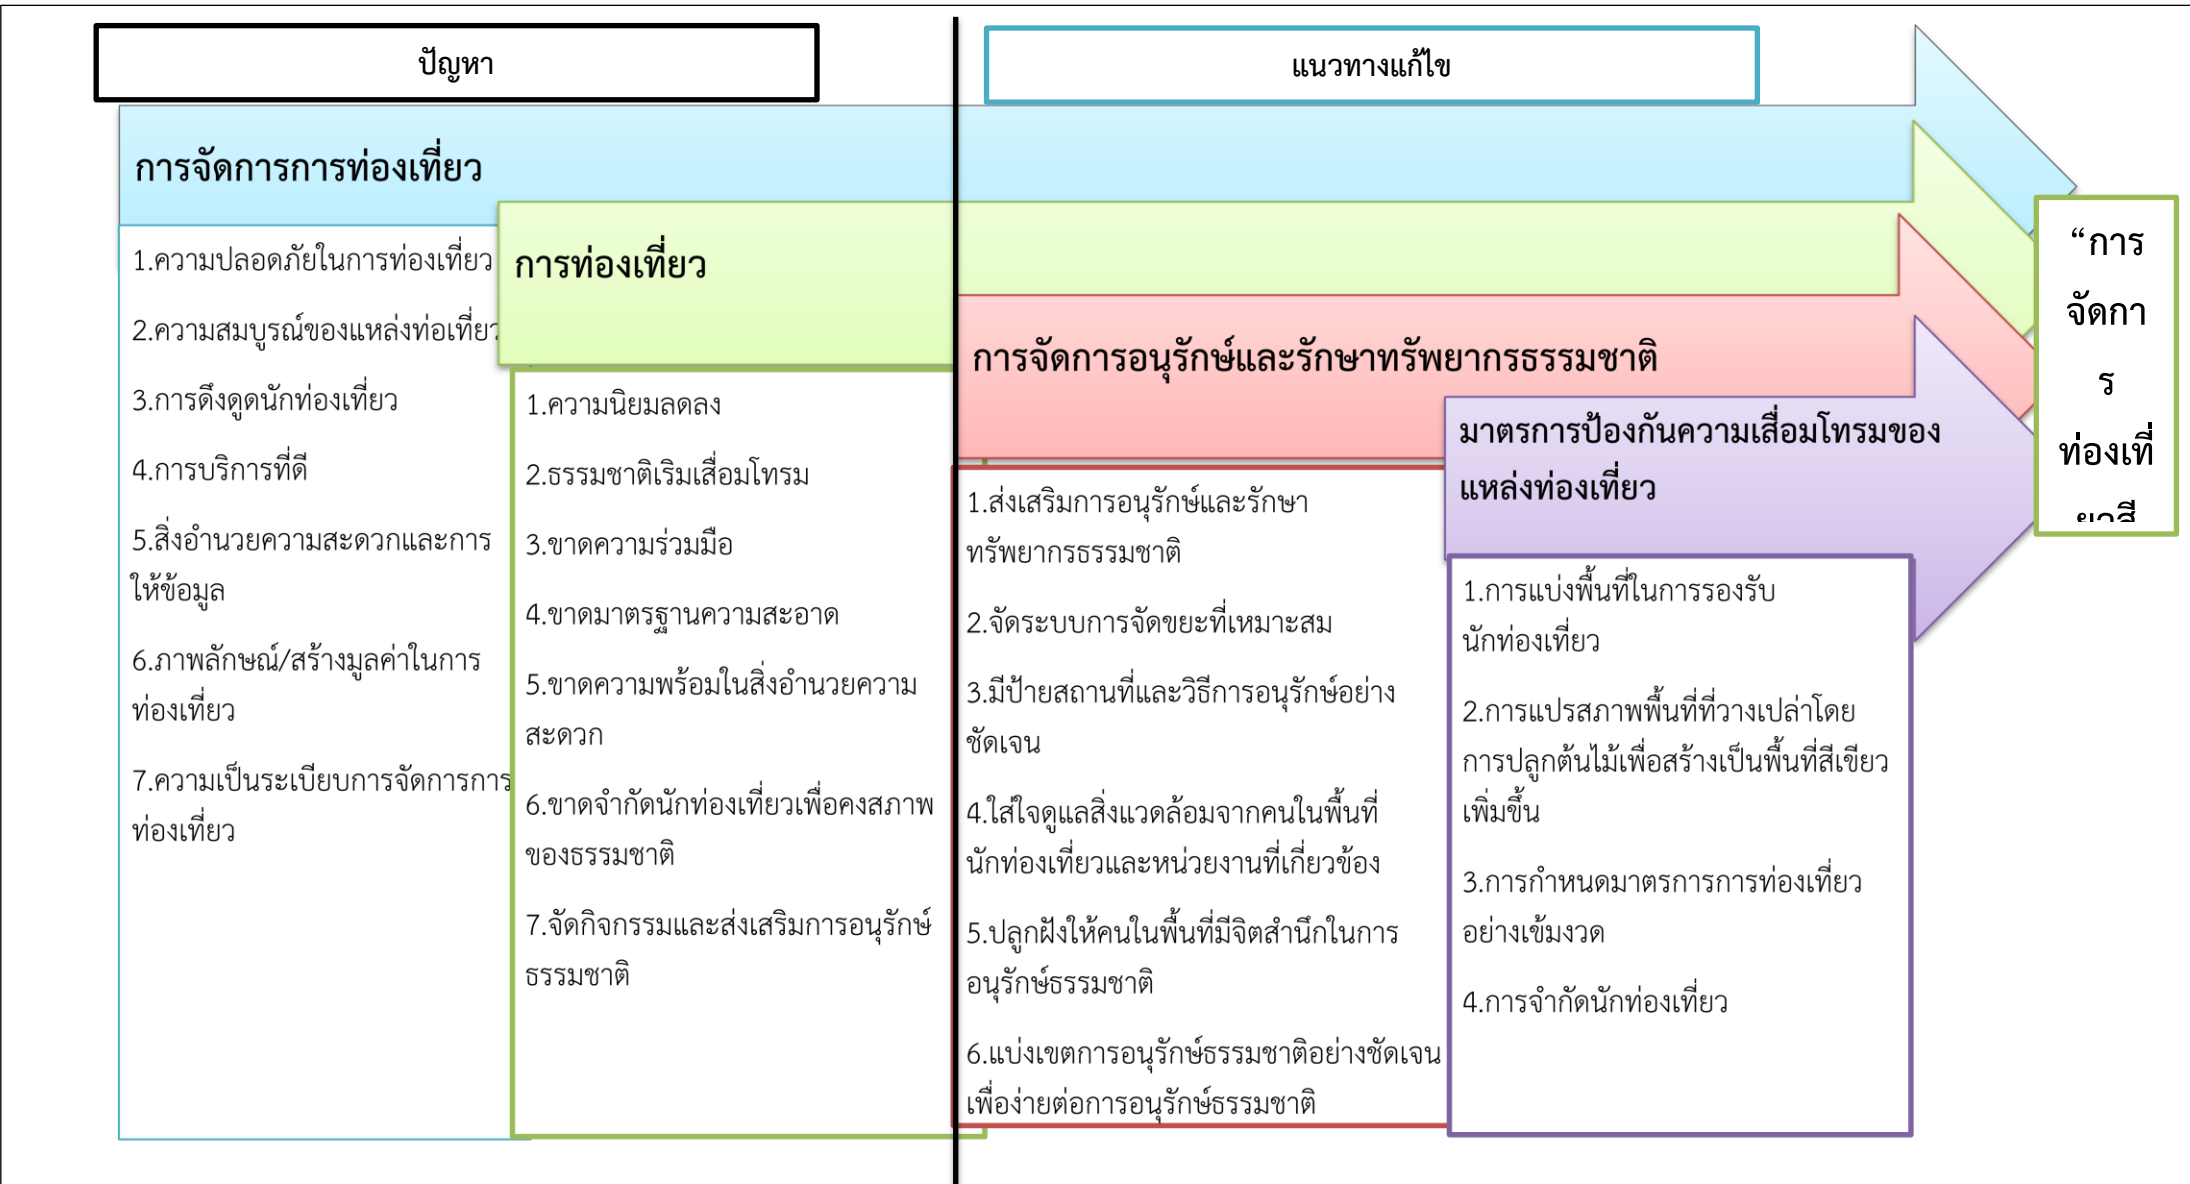 ปัญหา
แนวทางแก้ไข
การจัดการการท่องเที่ยว
1.ความปลอดภัยในการท่องเที่ยว
2.ความสมบูรณ์ของแหล่งท่อเที่ยว
3.การดึงดูดนักท่องเที่ยว
4.การบริการที่ดี
5.สิ่งอำนวยความสะดวกและการ
ให้ข้อมูล
6.ภาพลักษณ์/สร้างมูลค่าในการ
ท่องเที่ยว
7.ความเป็นระเบียบการจัดการการ
ท่องเที่ยว
การท่องเที่ยว
1.ความนิยมลดลง
2.ธรรมชาติเริมเสื่อมโทรม
3.ขาดความร่วมมือ
4.ขาดมาตรฐานความสะอาด
5.ขาดความพร้อมในสิ่งอำนวยความ
สะดวก
6.ขาดจำกัดนักท่องเที่ยวเพื่อคงสภาพ
ของธรรมชาติ
7.จัดกิจกรรมและส่งเสริมการอนุรักษ์
ธรรมชาติ
การจัดการอนุรักษ์และรักษาทรัพยากรธรรมชาติ
1.ส่งเสริมการอนุรักษ์และรักษา
ทรัพยากรธรรมชาติ
2.จัดระบบการจัดขยะที่เหมาะสม
3.มีป้ายสถานที่และวิธีการอนุรักษ์อย่าง
ชัดเจน
4.ใส่ใจดูแลสิ่งแวดล้อมจากคนในพื้นที่
นักท่องเที่ยวและหน่วยงานที่เกี่ยวข้อง
5.ปลูกฝังให้คนในพื้นที่มีจิตสำนึกในการ
อนุรักษ์ธรรมชาติ
6.แบ่งเขตการอนุรักษ์ธรรมชาติอย่างชัดเจน
เพื่อง่ายต่อการอนุรักษ์ธรรมชาติ
มาตรการป้องกันความเสื่อมโทรมของ
แหล่งท่องเที่ยว
1.การแบ่งพื้นที่ในการรองรับ
นักท่องเที่ยว
2.การแปรสภาพพื้นที่ที่วางเปล่าโดย
การปลูกต้นไม้เพื่อสร้างเป็นพื้นที่สีเขียว
เพิ่มขึ้น
3.การกำหนดมาตรการการท่องเที่ยว
อย่างเข้มงวด
4.การจำกัดนักท่องเที่ยว
“การ
จัดกา
ร
ท่องเที่
ยวสี